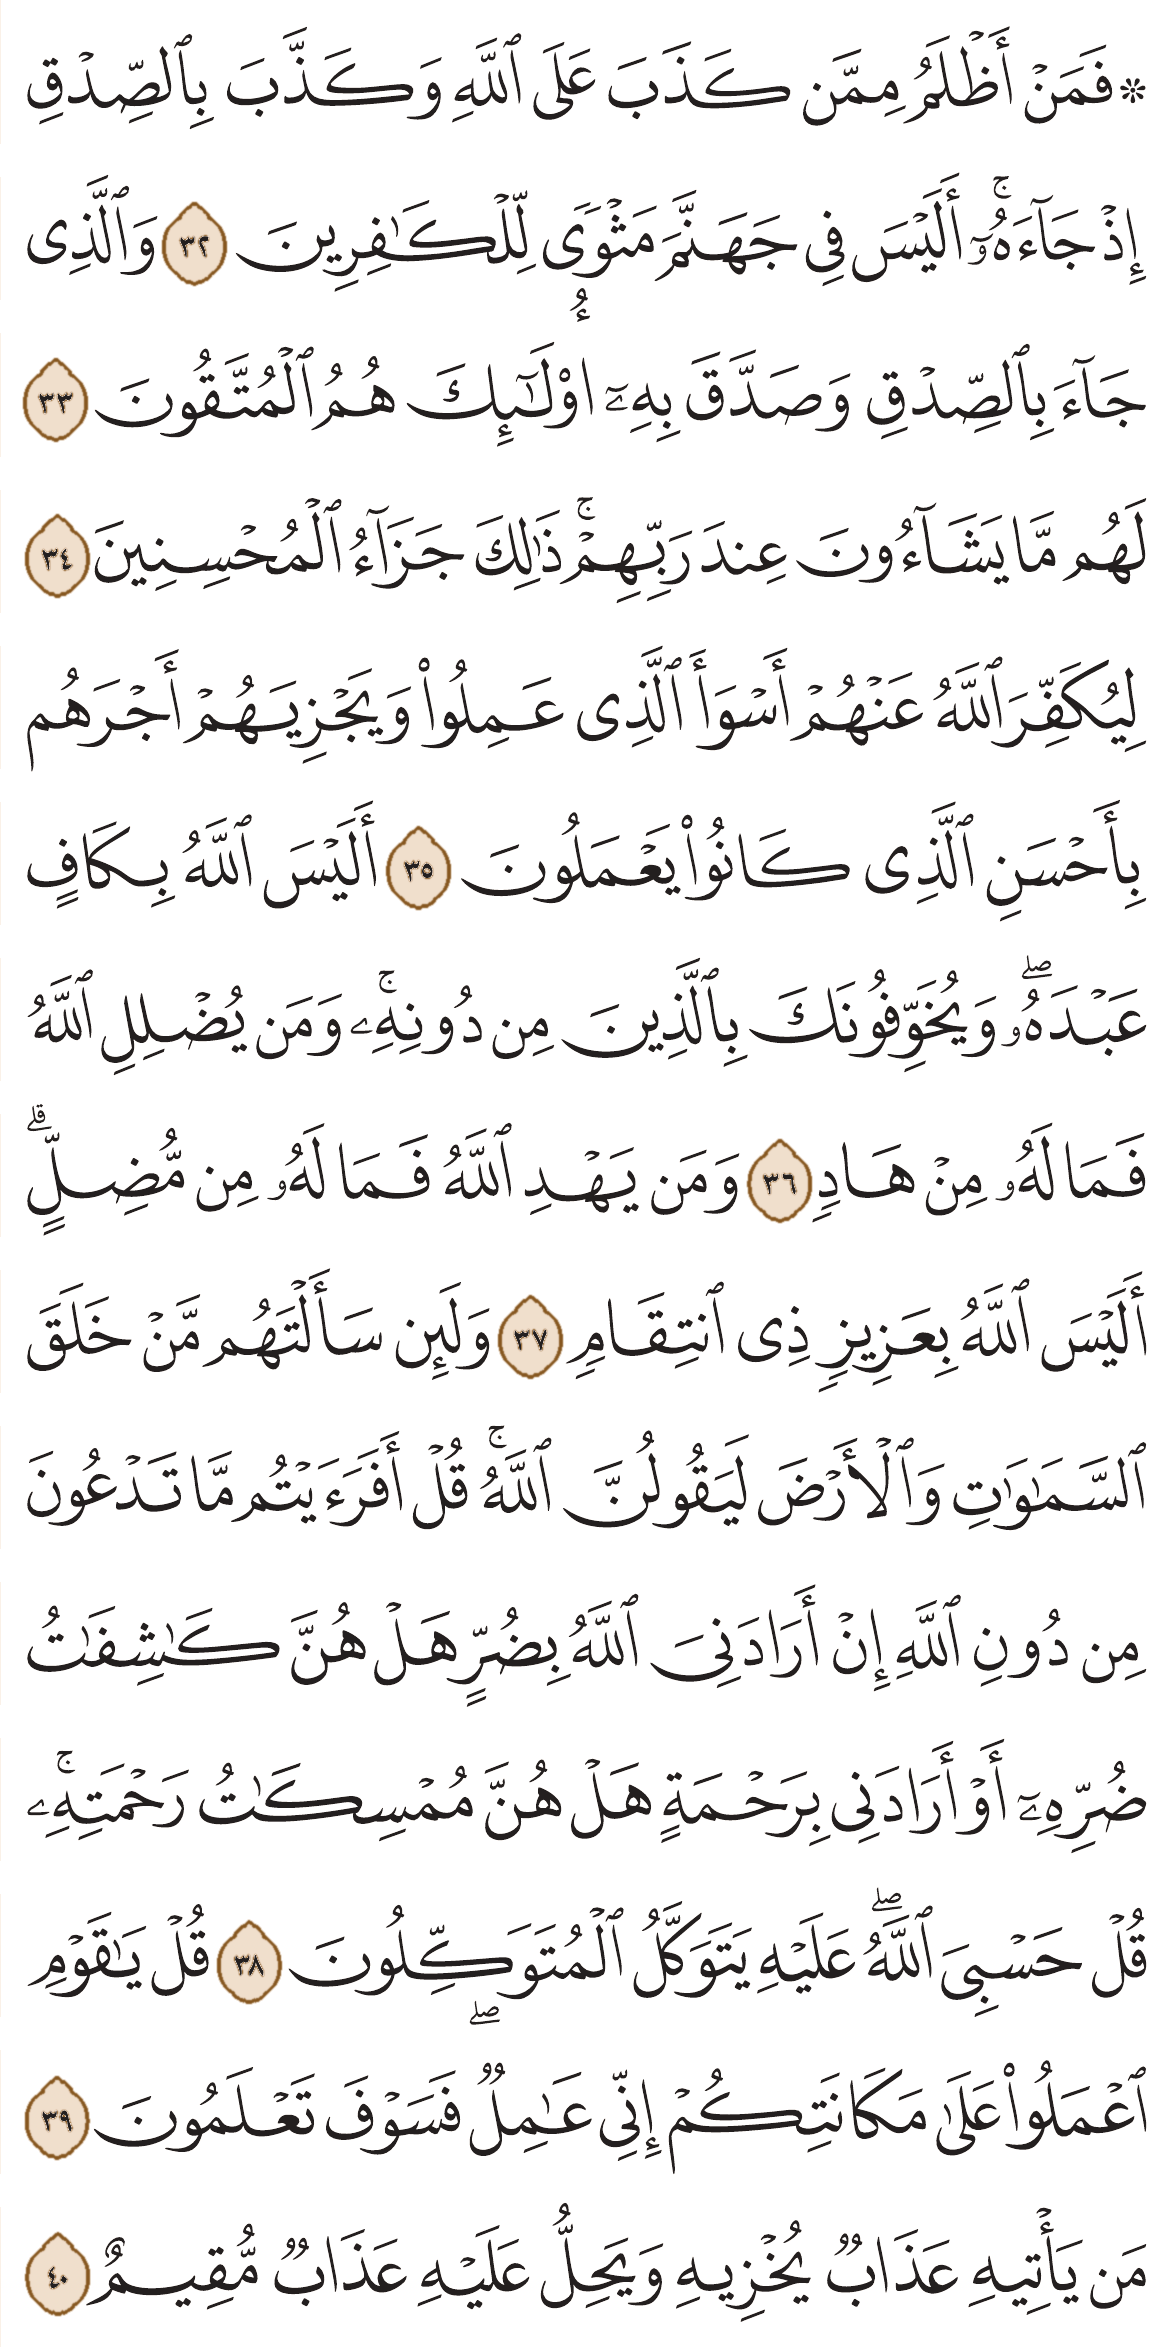 ۞ فَمَنۡ أَظۡلَمُ مِمَّن كَذَبَ عَلَى ٱللَّهِ وَكَذَّبَ بِٱلصِّدۡقِ
إِذۡ جَآءَهُۥٓۚ أَلَيۡسَ فِي جَهَنَّمَ مَثۡوٗى لِّلۡكَٰفِرِينَ ٣٢ وَٱلَّذِي
جَآءَ بِٱلصِّدۡقِ وَصَدَّقَ بِهِۦٓ أُوْلَٰٓئِكَ هُمُ ٱلۡمُتَّقُونَ ٣٣
لَهُم مَّا يَشَآءُونَ عِندَ رَبِّهِمۡۚ ذَٰلِكَ جَزَآءُ ٱلۡمُحۡسِنِينَ ٣٤
لِيُكَفِّرَ ٱللَّهُ عَنۡهُمۡ أَسۡوَأَ ٱلَّذِي عَمِلُواْ وَيَجۡزِيَهُمۡ أَجۡرَهُم
بِأَحۡسَنِ ٱلَّذِي كَانُواْ يَعۡمَلُونَ ٣٥ أَلَيۡسَ ٱللَّهُ بِكَافٍ
عَبۡدَهُۥۖ وَيُخَوِّفُونَكَ بِٱلَّذِينَ مِن دُونِهِۦۚ وَمَن يُضۡلِلِ ٱللَّهُ
فَمَا لَهُۥ مِنۡ هَادٖ ٣٦ وَمَن يَهۡدِ ٱللَّهُ فَمَا لَهُۥ مِن مُّضِلٍّۗ
أَلَيۡسَ ٱللَّهُ بِعَزِيزٖ ذِي ٱنتِقَامٖ ٣٧ وَلَئِن سَأَلۡتَهُم مَّنۡ خَلَقَ
ٱلسَّمَٰوَٰتِ وَٱلۡأَرۡضَ لَيَقُولُنَّ ٱللَّهُۚ قُلۡ أَفَرَءَيۡتُم مَّا تَدۡعُونَ
مِن دُونِ ٱللَّهِ إِنۡ أَرَادَنِيَ ٱللَّهُ بِضُرٍّ هَلۡ هُنَّ كَٰشِفَٰتُ
ضُرِّهِۦٓ أَوۡ أَرَادَنِي بِرَحۡمَةٍ هَلۡ هُنَّ مُمۡسِكَٰتُ رَحۡمَتِهِۦۚ
قُلۡ حَسۡبِيَ ٱللَّهُۖ عَلَيۡهِ يَتَوَكَّلُ ٱلۡمُتَوَكِّلُونَ ٣٨ قُلۡ يَٰقَوۡمِ
ٱعۡمَلُواْ عَلَىٰ مَكَانَتِكُمۡ إِنِّي عَٰمِلٞۖ فَسَوۡفَ تَعۡلَمُونَ ٣٩
مَن يَأۡتِيهِ عَذَابٞ يُخۡزِيهِ وَيَحِلُّ عَلَيۡهِ عَذَابٞ مُّقِيمٌ ٤٠